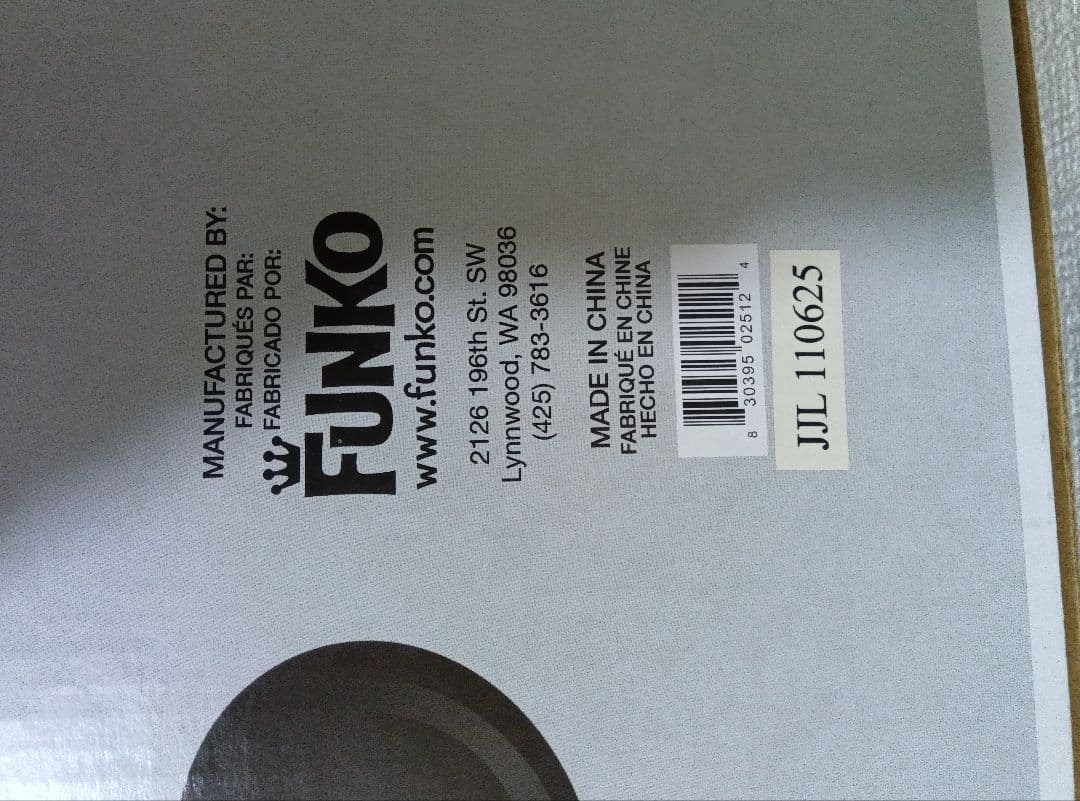 MANUFACTURED BY:
FABRIQUÉS PAR:
FABRICADO POR:
FUNKO
www.funko.com
2126 196th St. SW
Lynnwood, WA 98036
(425) 783-3616
MADE IN CHINA
FABRIQUÉ EN CHINE
HECHO EN CHINA
8 30395 02512 4
JJL 110625